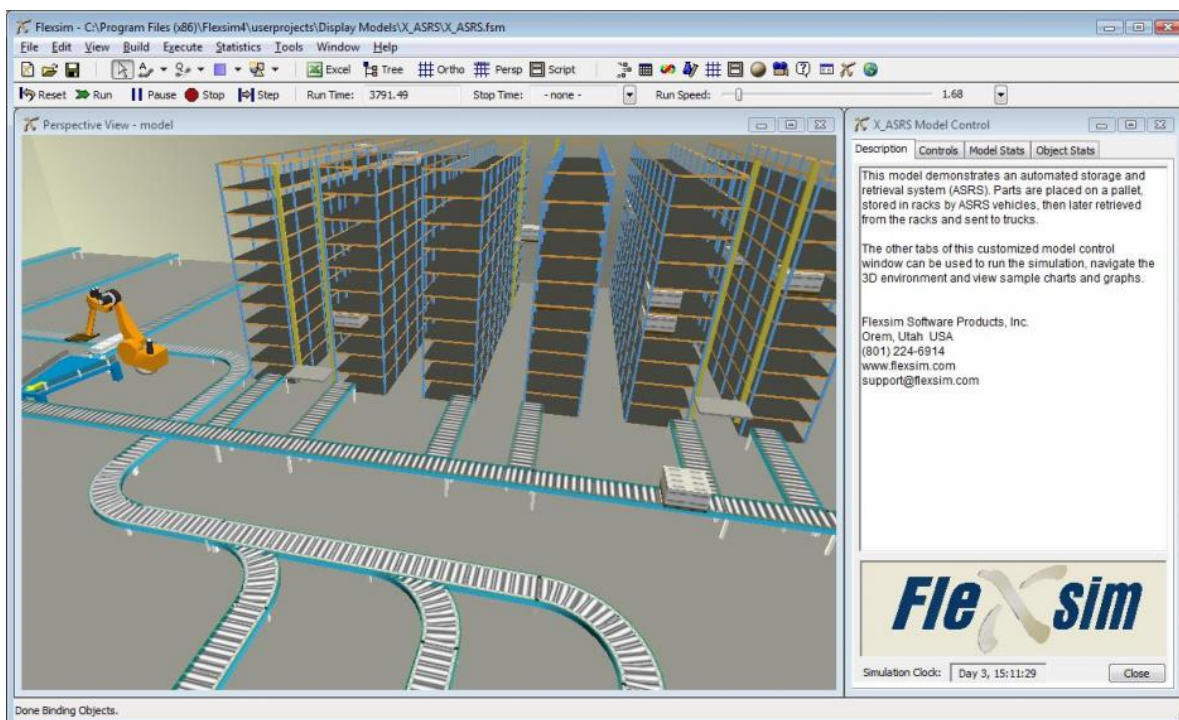 Flexsim - C:\Program Files (x86)\Flexsim4\userprojects\Display Models\X_ASRS\X_ASRS.fsm
File Edit View Build Execute Statistics Tools Window Help
Excel Tree Ortho Persp Script
Reset Run Pause Stop Step Run Time: 3791.49 Stop Time: - none - Run Speed: 1.68
Perspective View - model
X_ASRS Model Control
Description Controls Model Stats Object Stats
This model demonstrates an automated storage and
retrieval system (ASRS). Parts are placed on a pallet,
stored in racks by ASRS vehicles, then later retrieved
from the racks and sent to trucks.
The other tabs of this customized model control
window can be used to run the simulation, navigate the
3D environment and view sample charts and graphs.
Flexsim Software Products, Inc.
Orem, Utah USA
(801) 224-6914
www.flexsim.com
support@flexsim.com
FleXsim
Simulation Clock: Day 3, 15:11:29 Close
Done Binding Objects.